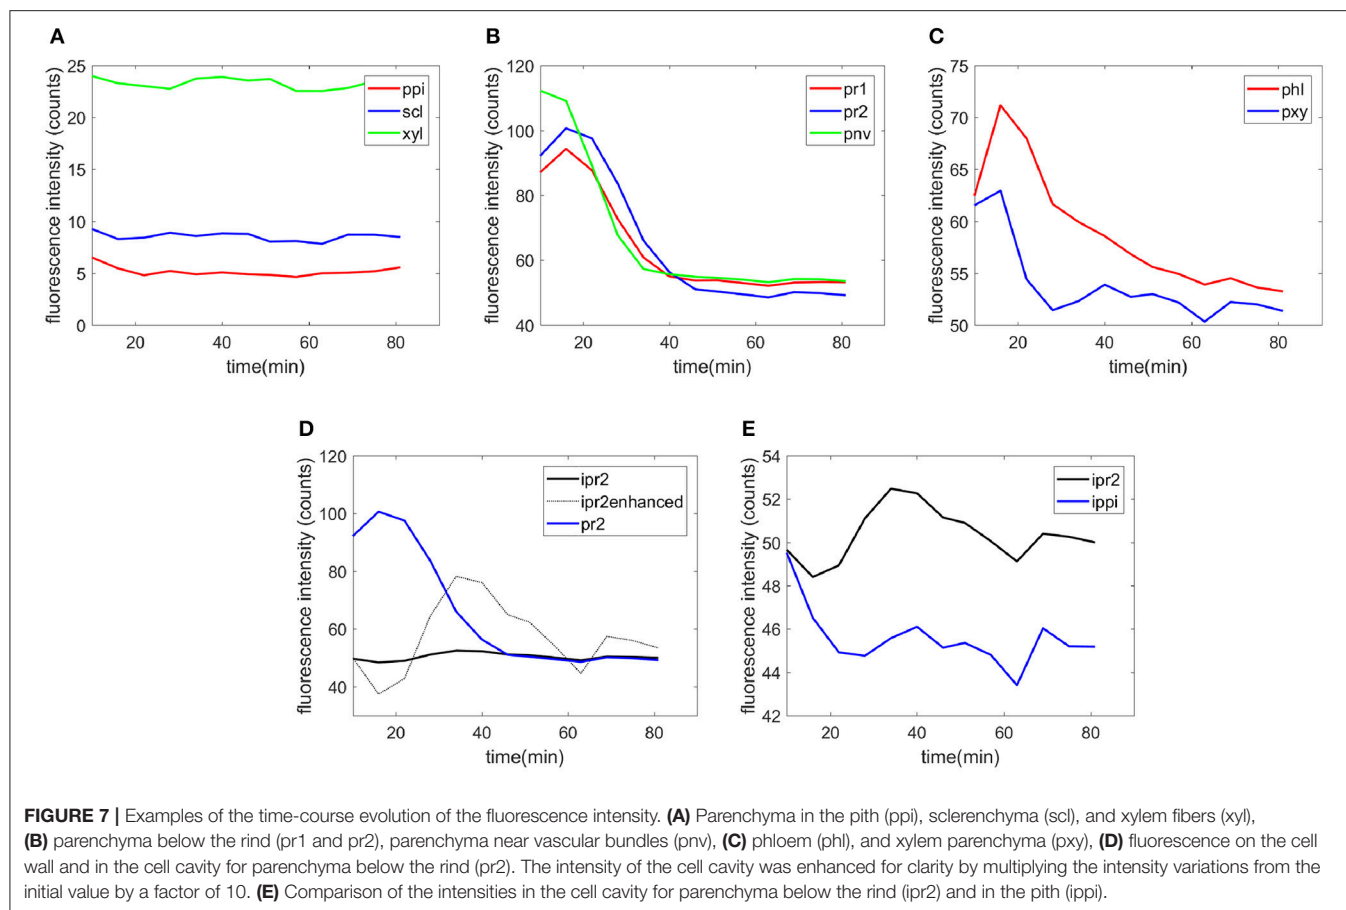 A
fluorescence intensity (counts)
25
20
15
10
5
0
ppi
scl
xyl
20
40
60
80
time(min)
B
fluorescence intensity (counts)
120
100
80
60
40
pr1
pr2
pnv
20
40
60
80
time(min)
C
fluorescence intensity (counts)
75
70
65
60
55
50
phl
pxy
20
40
60
80
time(min)
D
fluorescence intensity (counts)
120
100
80
60
40
ipr2
ipr2enhanced
pr2
20
40
60
80
time(min)
E
fluorescence intensity (counts)
54
52
50
48
46
44
42
ipr2
ippi
20
40
60
80
time(min)
FIGURE 7 | Examples of the time-course evolution of the fluorescence intensity. (A) Parenchyma in the pith (ppi), sclerenchyma (scl), and xylem fibers (xyl),
(B) parenchyma below the rind (pr1 and pr2), parenchyma near vascular bundles (pnv), (C) phloem (phl), and xylem parenchyma (pxy), (D) fluorescence on the cell
wall and in the cell cavity for parenchyma below the rind (pr2). The intensity of the cell cavity was enhanced for clarity by multiplying the intensity variations from the
initial value by a factor of 10. (E) Comparison of the intensities in the cell cavity for parenchyma below the rind (ipr2) and in the pith (ippi).